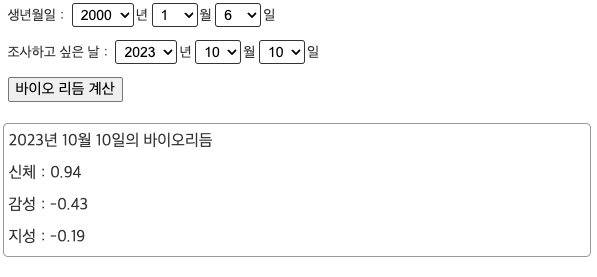 생년월일 : 2000 년 1 월 6 일
조사하고 싶은 날 : 2023 년 10 월 10 일
바이오 리듬 계산
2023년 10월 10일의 바이오리듬
신체 : 0.94
감성 : -0.43
지성 : -0.19